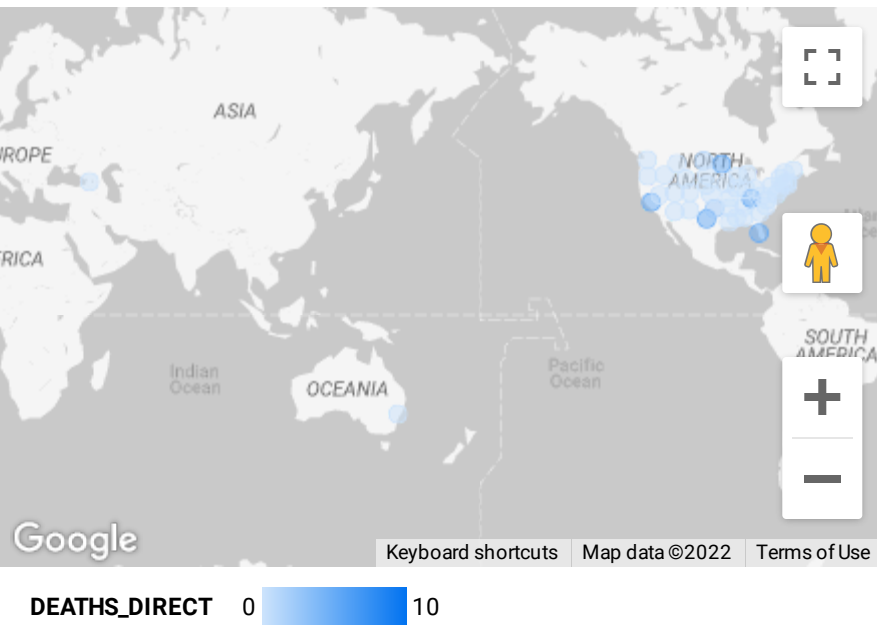 ASIA
NORTH
AMERICA
UROPE
RICA
SOUTH
AMERICA
Indian
Ocean
OCEANIA
Pacific
Ocean
Google
Keyboard shortcuts
Map data ©2022
Terms of Use
DEATHS_DIRECT 0 10